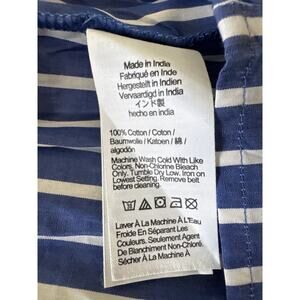 Made in India
Fabriqué en Inde
Hergestellt in Indien
Vervaardigd in India
インド製
hecho en india
100% Cotton / Coton /
Baumwolle / Katoen / 綿 /
algodón
Machine Wash Cold With Like
Colors, Non-Chlorine Bleach
Only. Tumble Dry Low. Iron on
Lowest Setting. Remove belt
before cleaning.
Laver À La Machine À L'Eau
Froide En Séparant Les
Couleurs. Seulement Agent
De Blanchiment Non-Chloré.
Sécher À La Machine À